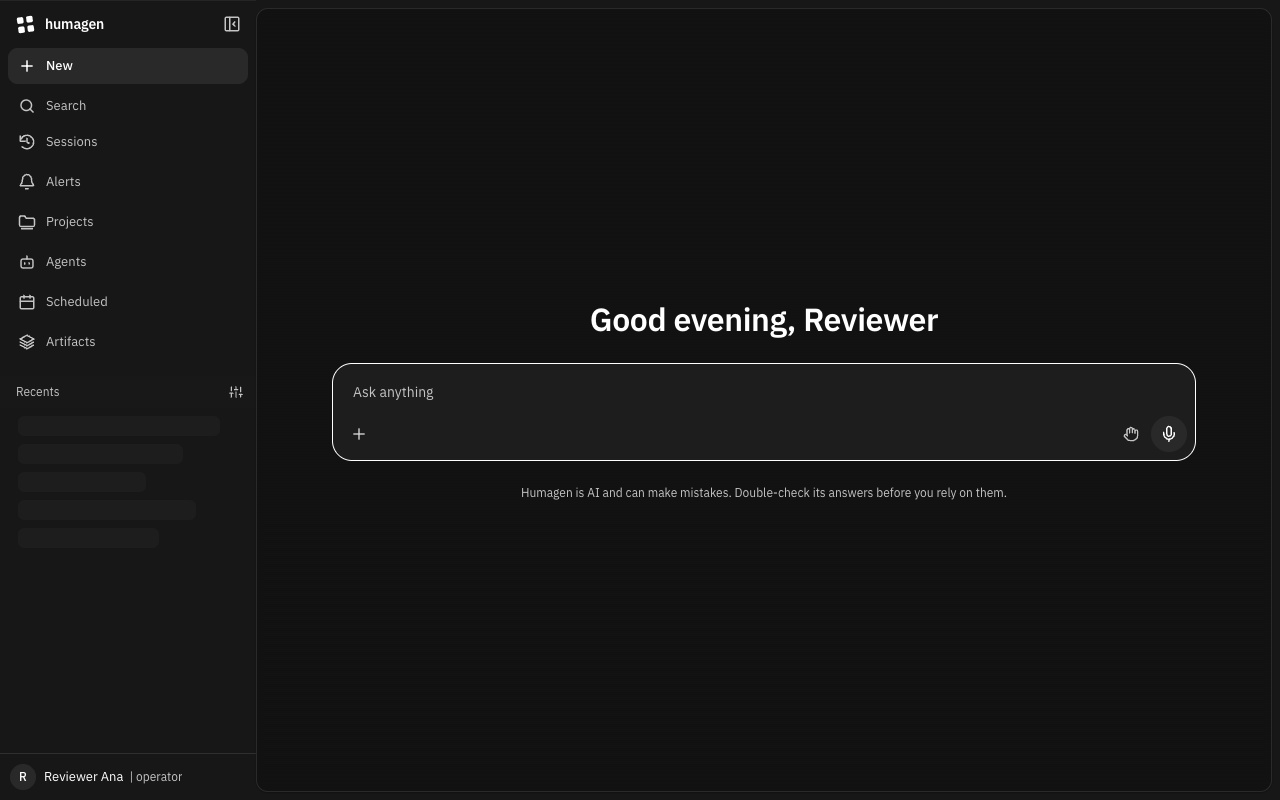 humagen
New
Search
Sessions
Alerts
Projects
Agents
Scheduled
Artifacts
Recents
Good evening, Reviewer
Ask anything
Humagen is AI and can make mistakes. Double-check its answers before you rely on them.
R Reviewer Ana | operator